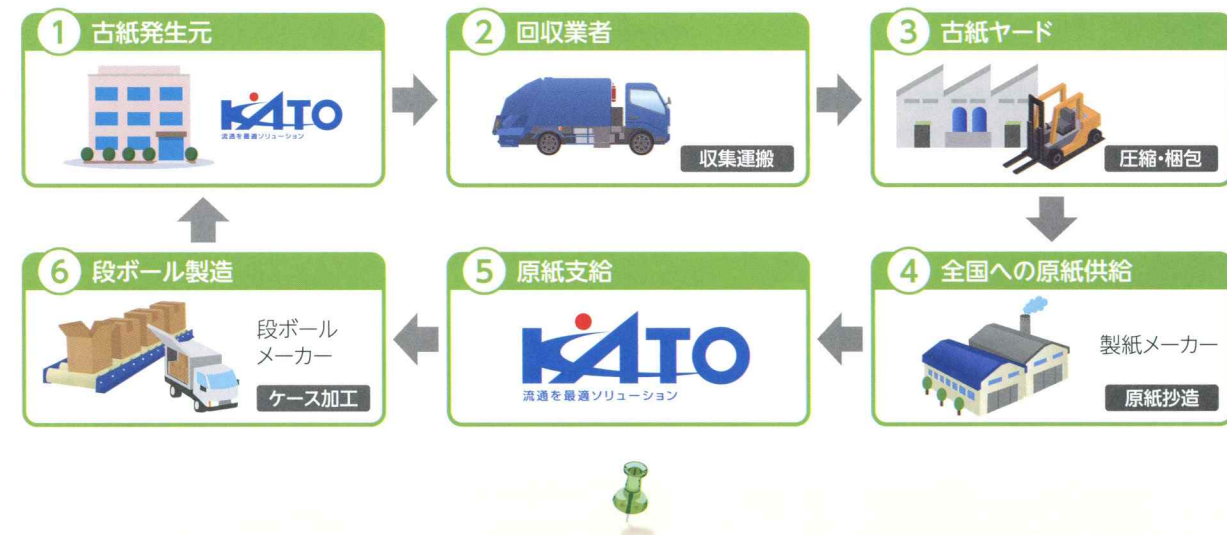 1 古紙発生元
KATO
流通を最適ソリューション
2 回収業者
収集運搬
3 古紙ヤード
圧縮・梱包
4 全国への原紙供給
製紙メーカー
原紙抄造
5 原紙支給
KATO
流通を最適ソリューション
6 段ボール製造
段ボール
メーカー
ケース加工